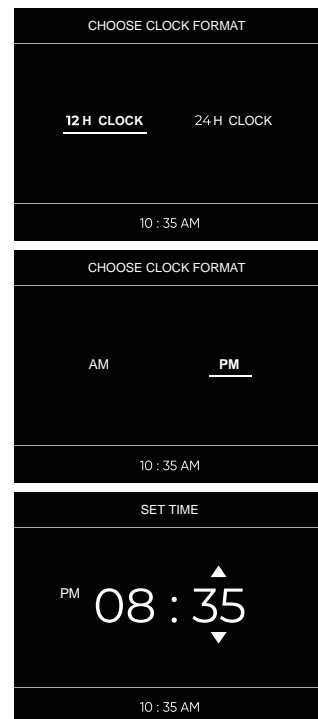 CHOOSE CLOCK FORMAT
12 H CLOCK 24 H CLOCK
10 : 35 AM
CHOOSE CLOCK FORMAT
AM PM
10 : 35 AM
SET TIME
PM 08 : 35
10 : 35 AM